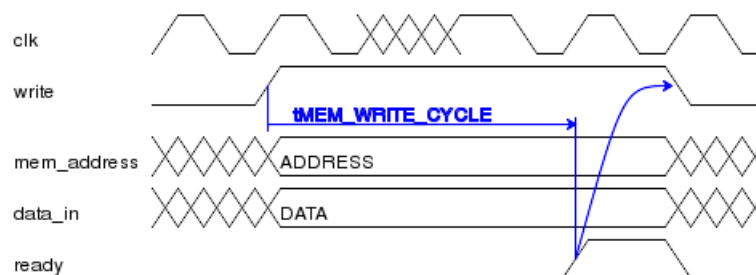 clk
write
tMEM_WRITE_CYCLE
mem_address
ADDRESS
data_in
DATA
ready